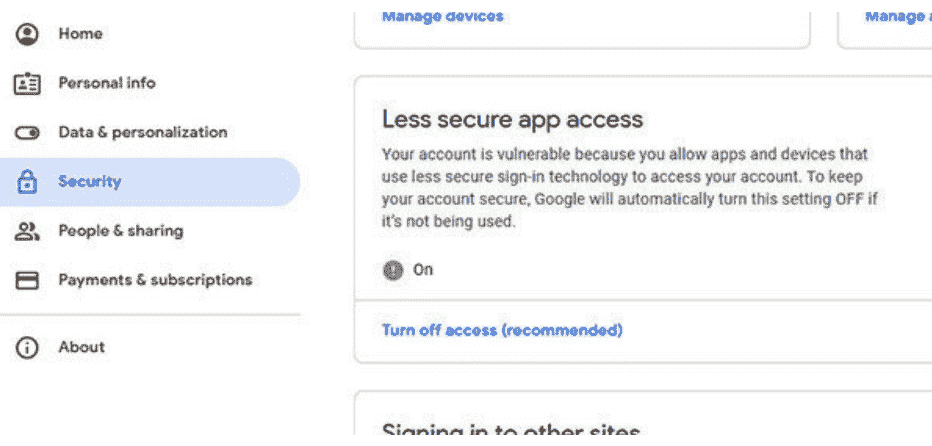 Home
Personal info
Data & personalization
Security
People & sharing
Payments & subscriptions
About
Manage devices
Manage
Less secure app access
Your account is vulnerable because you allow apps and devices that
use less secure sign-in technology to access your account. To keep
your account secure, Google will automatically turn this setting OFF if
it's not being used.
On
Turn off access (recommended)
Signing in to other sites